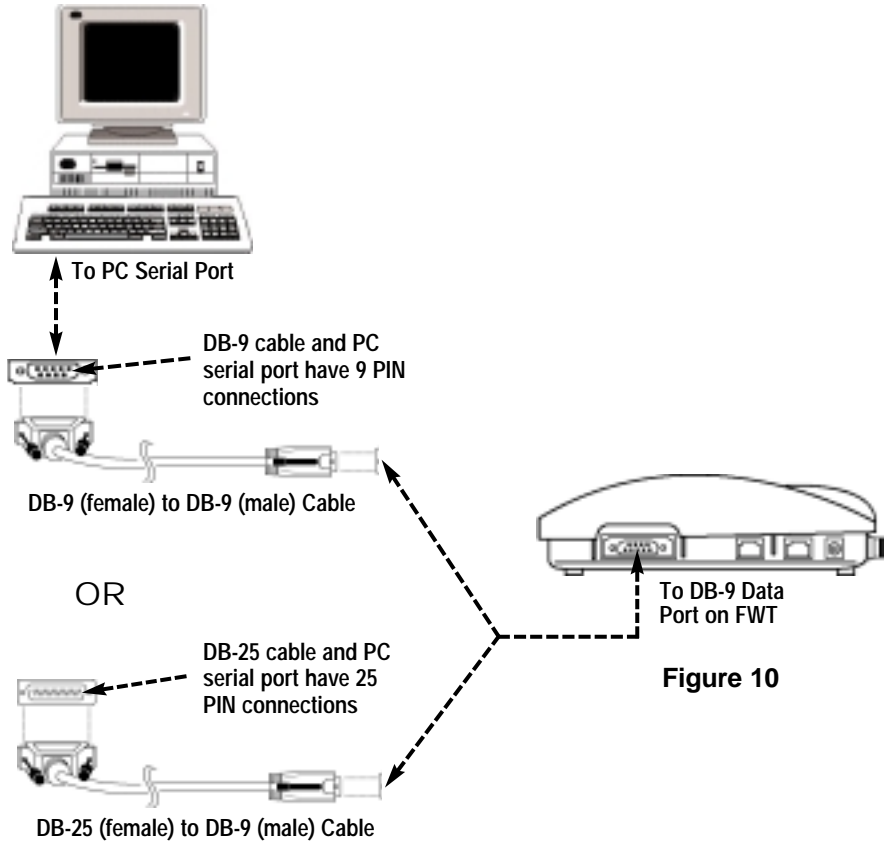 To PC Serial Port
DB-9 cable and PC
serial port have 9 PIN
connections
DB-9 (female) to DB-9 (male) Cable
OR
To DB-9 Data
Port on FWT
Figure 10
DB-25 cable and PC
serial port have 25
PIN connections
DB-25 (female) to DB-9 (male) Cable